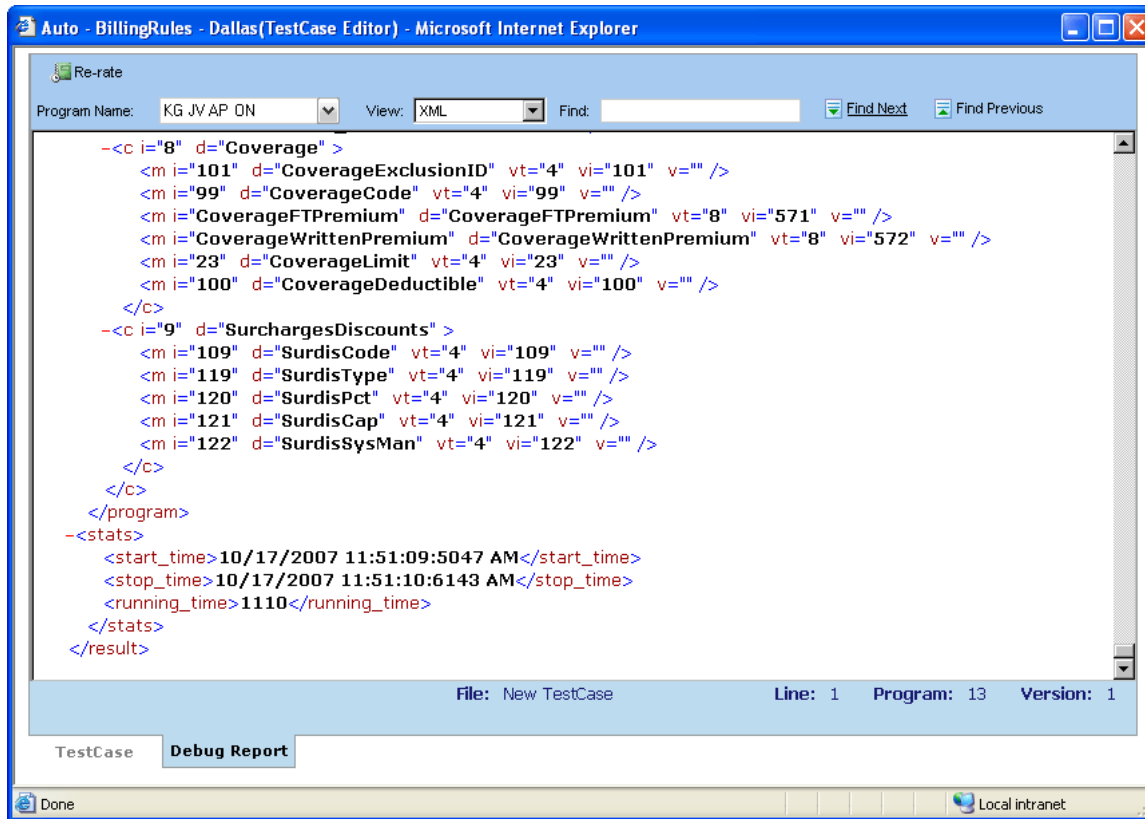 Auto - BillingRules - Dallas(TestCase Editor) - Microsoft Internet Explorer
Re-rate
Program Name: KG JV AP ON View: XML Find: Find Next Find Previous
-<c i="8" d="Coverage" >
<m i="101" d="CoverageExclusionID" vt="4" vi="101" v="" />
<m i="99" d="CoverageCode" vt="4" vi="99" v="" />
<m i="CoverageFTPremium" d="CoverageFTPremium" vt="8" vi="571" v="" />
<m i="CoverageWrittenPremium" d="CoverageWrittenPremium" vt="8" vi="572" v="" />
<m i="23" d="CoverageLimit" vt="4" vi="23" v="" />
<m i="100" d="CoverageDeductible" vt="4" vi="100" v="" />
</c>
-<c i="9" d="SurchargesDiscounts" >
<m i="109" d="SurdisCode" vt="4" vi="109" v="" />
<m i="119" d="SurdisType" vt="4" vi="119" v="" />
<m i="120" d="SurdisPct" vt="4" vi="120" v="" />
<m i="121" d="SurdisCap" vt="4" vi="121" v="" />
<m i="122" d="SurdisSysMan" vt="4" vi="122" v="" />
</c>
</c>
</program>
-<stats>
<start_time>10/17/2007 11:51:09:5047 AM</start_time>
<stop_time>10/17/2007 11:51:10:6143 AM</stop_time>
<running_time>1110</running_time>
</stats>
</result>
File: New TestCase Line: 1 Program: 13 Version: 1
TestCase Debug Report
Done Local intranet